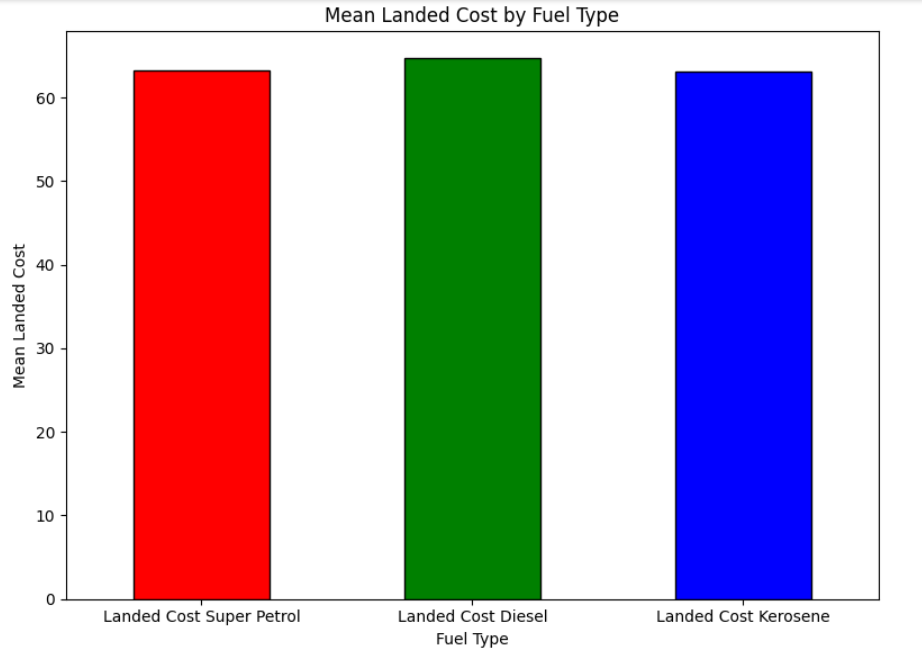 Mean Landed Cost by Fuel Type
Mean Landed Cost
60
50
40
30
20
10
0
Landed Cost Super Petrol
Landed Cost Diesel
Landed Cost Kerosene
Fuel Type